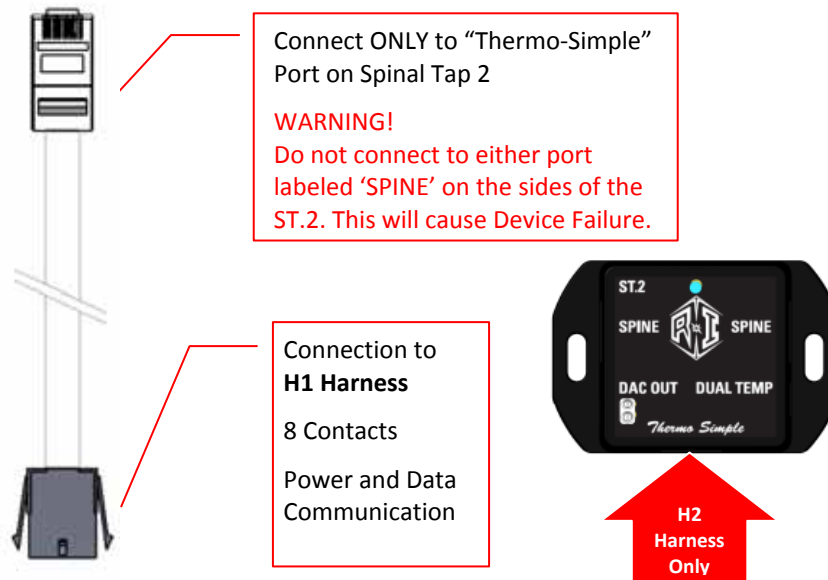 Connect ONLY to “Thermo-Simple”
Port on Spinal Tap 2
WARNING!
Do not connect to either port
labeled ‘SPINE’ on the sides of the
ST.2. This will cause Device Failure.
Connection to
H1 Harness
8 Contacts
Power and Data
Communication
ST.2
SPINE SPINE
DAC OUT DUAL TEMP
Thermo Simple
H2
Harness
Only